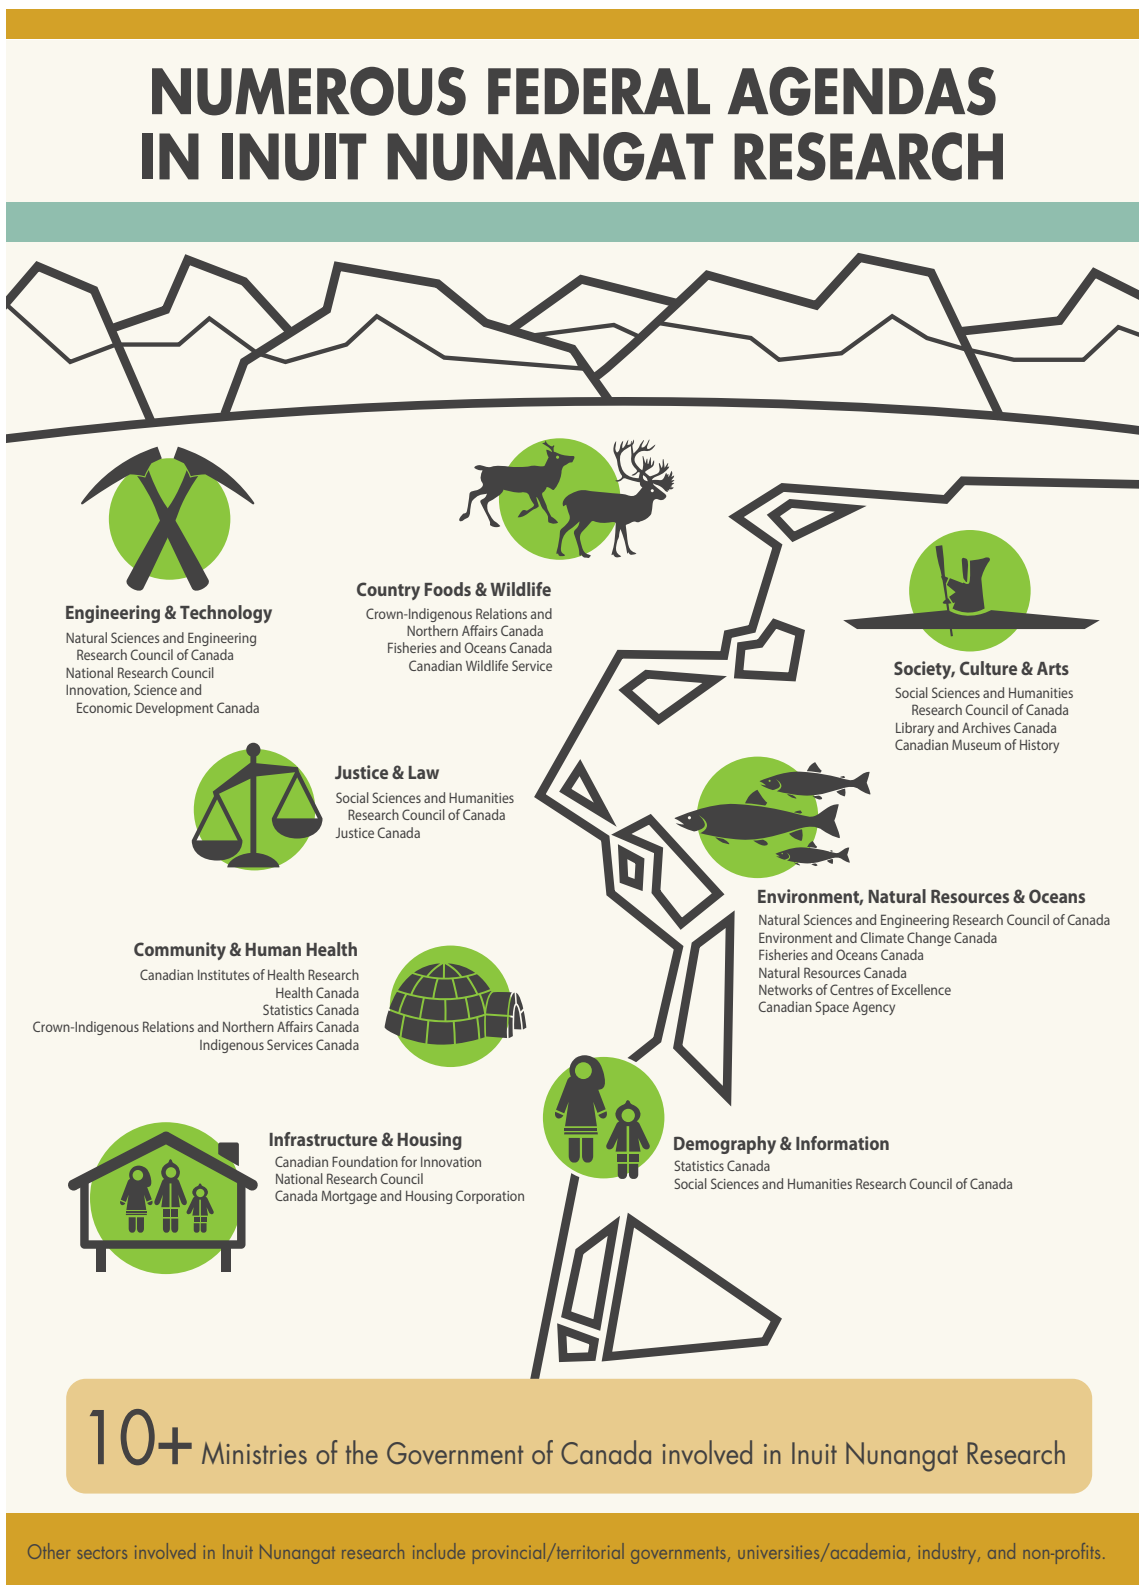 NUMEROUS FEDERAL AGENDAS
IN INUIT NUNANGAT RESEARCH
Engineering & Technology
Natural Sciences and Engineering
Research Council of Canada
National Research Council
Innovation, Science and
Economic Development Canada
Country Foods & Wildlife
Crown-Indigenous Relations and
Northern Affairs Canada
Fisheries and Oceans Canada
Canadian Wildlife Service
Society, Culture & Arts
Social Sciences and Humanities
Research Council of Canada
Library and Archives Canada
Canadian Museum of History
Justice & Law
Social Sciences and Humanities
Research Council of Canada
Justice Canada
Environment, Natural Resources & Oceans
Natural Sciences and Engineering Research Council of Canada
Environment and Climate Change Canada
Fisheries and Oceans Canada
Natural Resources Canada
Networks of Centres of Excellence
Canadian Space Agency
Community & Human Health
Canadian Institutes of Health Research
Health Canada
Statistics Canada
Crown-Indigenous Relations and Northern Affairs Canada
Indigenous Services Canada
Infrastructure & Housing
Canadian Foundation for Innovation
National Research Council
Canada Mortgage and Housing Corporation
Demography & Information
Statistics Canada
Social Sciences and Humanities Research Council of Canada
10+ Ministries of the Government of Canada involved in Inuit Nunangat Research
Other sectors involved in Inuit Nunangat research include provincial/territorial governments, universities/academia, industry, and non-profits.